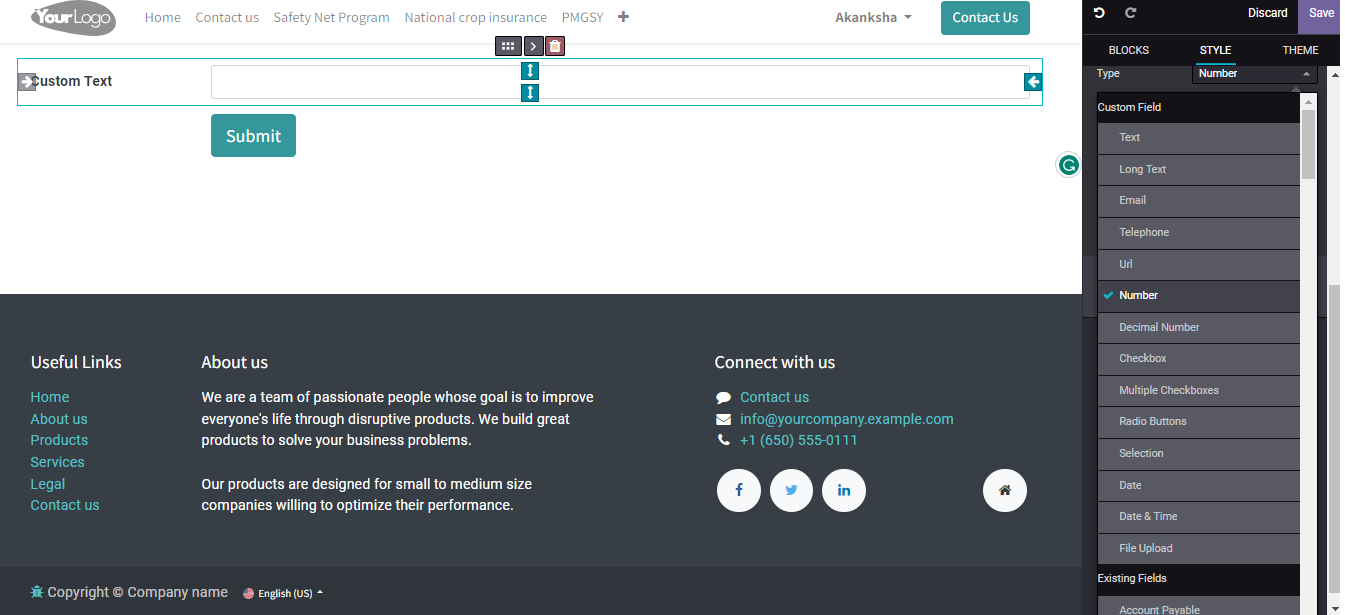 YourLogo
Home Contact us Safety Net Program National crop insurance PMGSY
Akanksha
Contact Us
Discard Save
BLOCKS STYLE THEME
Type Number
Custom Text
Submit
Custom Field
Text
Long Text
Email
Telephone
Url
Number
Decimal Number
Checkbox
Multiple Checkboxes
Radio Buttons
Selection
Date
Date & Time
File Upload
Existing Fields
Account Payable
Useful Links
Home
About us
Products
Services
Legal
Contact us
About us
We are a team of passionate people whose goal is to improve
everyone's life through disruptive products. We build great
products to solve your business problems.
Our products are designed for small to medium size
companies willing to optimize their performance.
Connect with us
Contact us
info@yourcompany.example.com
+1 (650) 555-0111
Copyright © Company name English (US)